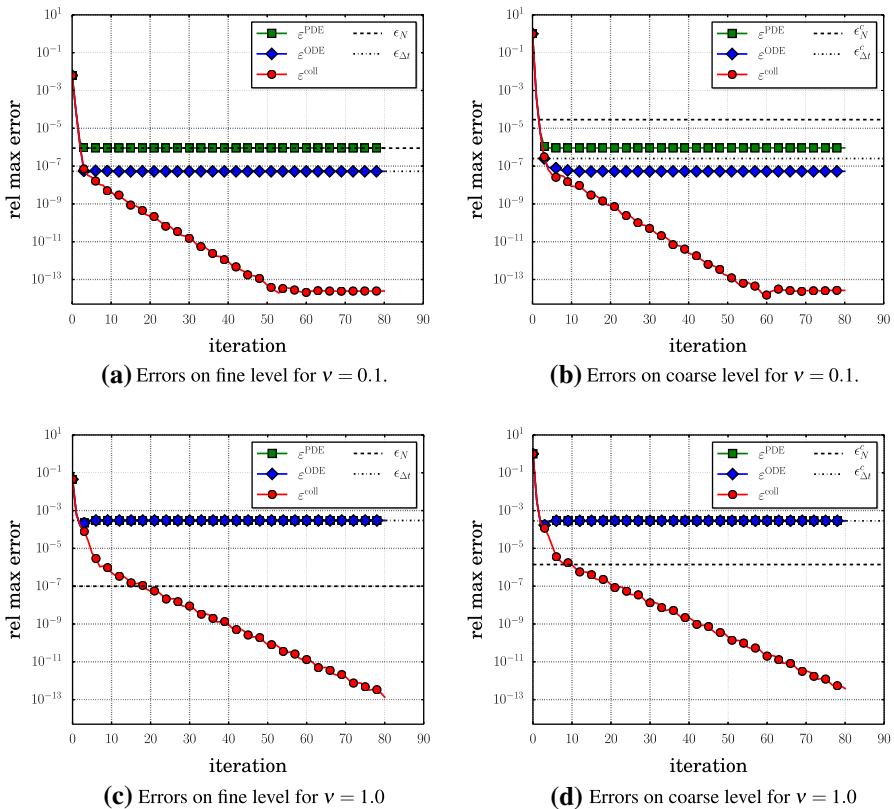 10^1
10^{-1}
10^{-3}
10^{-5}
10^{-7}
10^{-9}
10^{-11}
10^{-13}
rel max error
ε^PDE ϵ_N
ε^ODE ϵ_Δt
ε^coll
0 10 20 30 40 50 60 70 80 90
iteration
(a) Errors on fine level for ν = 0.1.
10^1
10^{-1}
10^{-3}
10^{-5}
10^{-7}
10^{-9}
10^{-11}
10^{-13}
rel max error
ε^PDE ϵ_N^c
ε^ODE ϵ_Δt^c
ε^coll
0 10 20 30 40 50 60 70 80 90
iteration
(b) Errors on coarse level for ν = 0.1.
10^1
10^{-1}
10^{-3}
10^{-5}
10^{-7}
10^{-9}
10^{-11}
10^{-13}
rel max error
ε^PDE ϵ_N
ε^ODE ϵ_Δt
ε^coll
0 10 20 30 40 50 60 70 80 90
iteration
(c) Errors on fine level for ν = 1.0
10^1
10^{-1}
10^{-3}
10^{-5}
10^{-7}
10^{-9}
10^{-11}
10^{-13}
rel max error
ε^PDE ϵ_N^c
ε^ODE ϵ_Δt^c
ε^coll
0 10 20 30 40 50 60 70 80 90
iteration
(d) Errors on coarse level for ν = 1.0